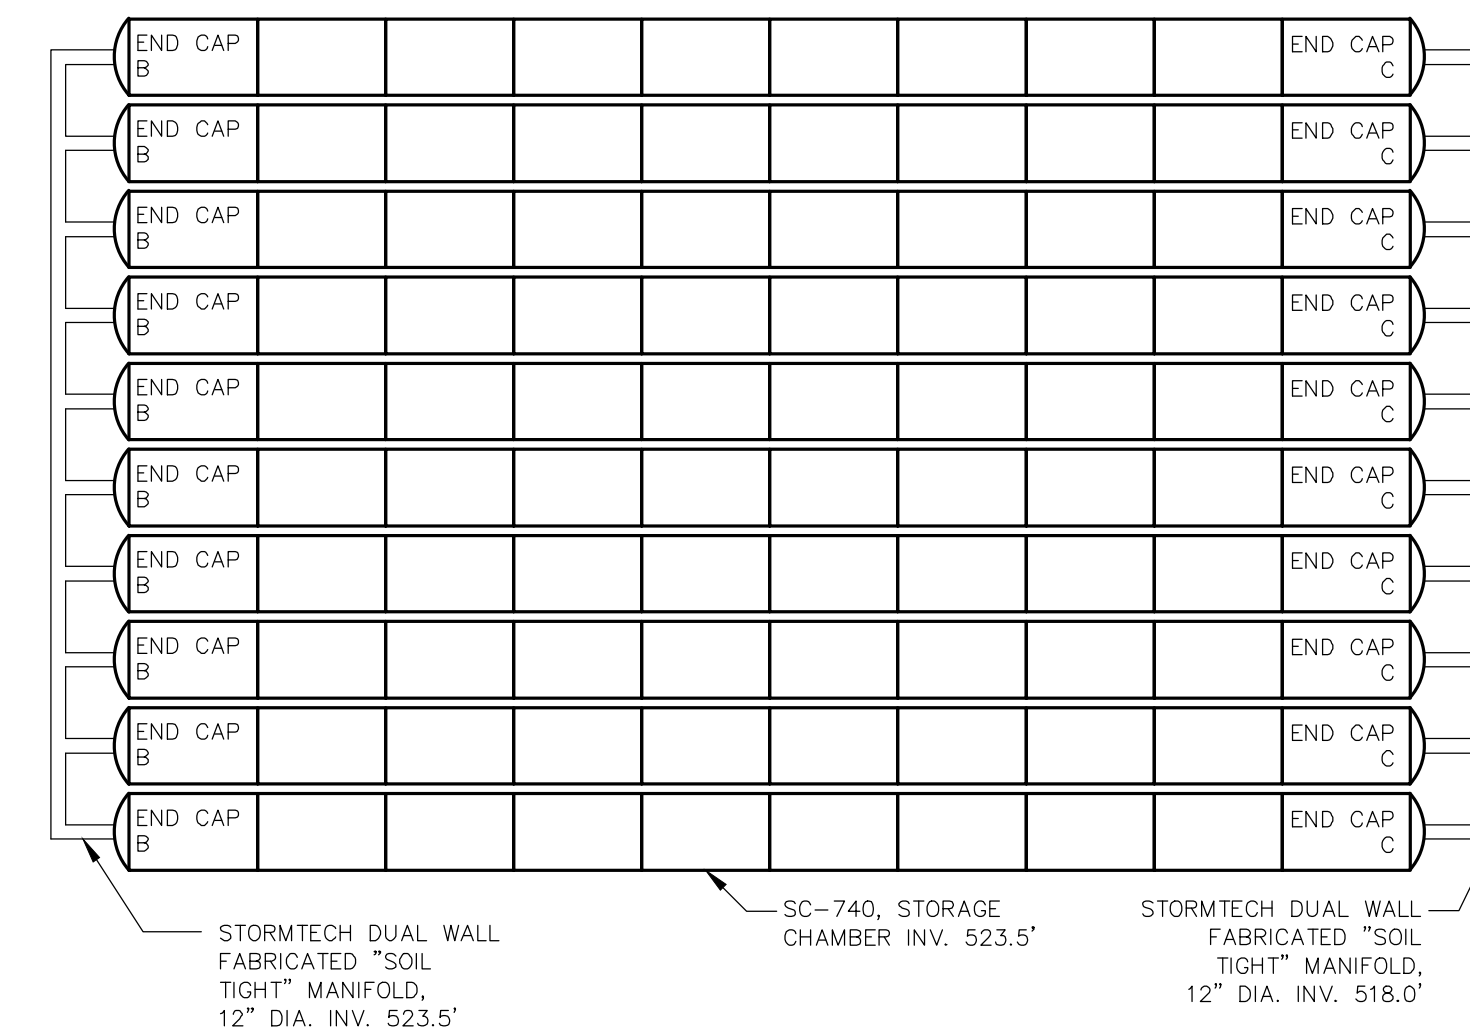 END CAP
B
END CAP
C
END CAP
B
END CAP
C
END CAP
B
END CAP
C
END CAP
B
END CAP
C
END CAP
B
END CAP
C
END CAP
B
END CAP
C
END CAP
B
END CAP
C
END CAP
B
END CAP
C
END CAP
B
END CAP
C
END CAP
B
END CAP
C
STORMTECH DUAL WALL
FABRICATED "SOIL
TIGHT" MANIFOLD,
12" DIA. INV. 523.5'
SC-740, STORAGE
CHAMBER INV. 523.5'
STORMTECH DUAL WALL
FABRICATED "SOIL
TIGHT" MANIFOLD,
12" DIA. INV. 518.0'